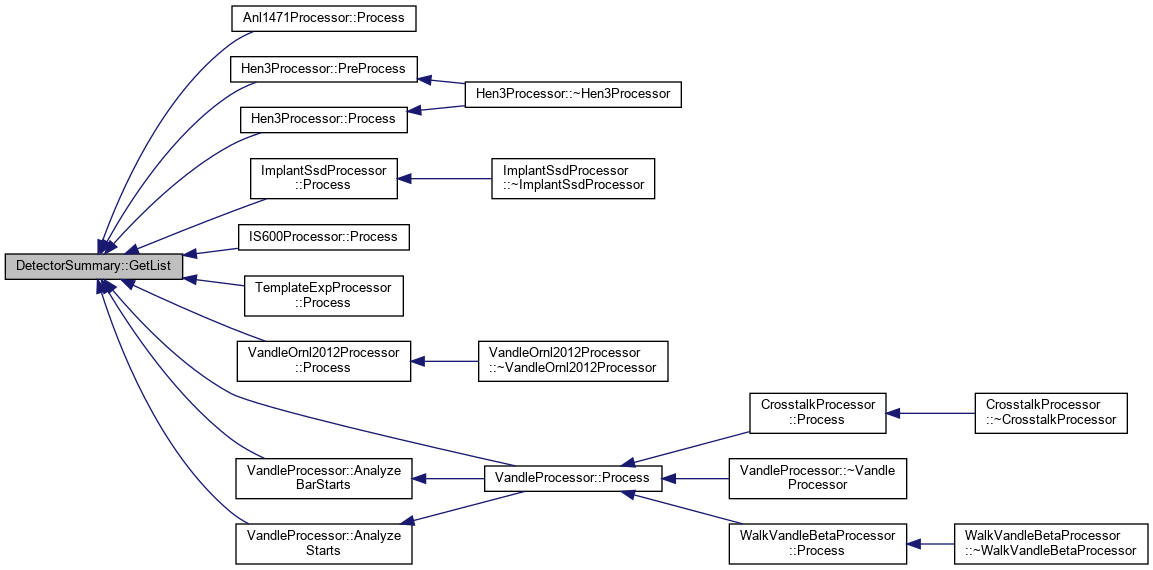 Anl1471Processor::Process
Hen3Processor::PreProcess
Hen3Processor::~Hen3Processor
Hen3Processor::Process
ImplantSsdProcessor
::Process
ImplantSsdProcessor
::~ImplantSsdProcessor
IS600Processor::Process
DetectorSummary::GetList
TemplateExpProcessor
::Process
VandleOrnl2012Processor
::Process
VandleOrnl2012Processor
::~VandleOrnl2012Processor
CrosstalkProcessor
::Process
CrosstalkProcessor
::~CrosstalkProcessor
VandleProcessor::Analyze
BarStarts
VandleProcessor::Process
VandleProcessor::~Vandle
Processor
VandleProcessor::Analyze
Starts
WalkVandleBetaProcessor
::Process
WalkVandleBetaProcessor
::~WalkVandleBetaProcessor